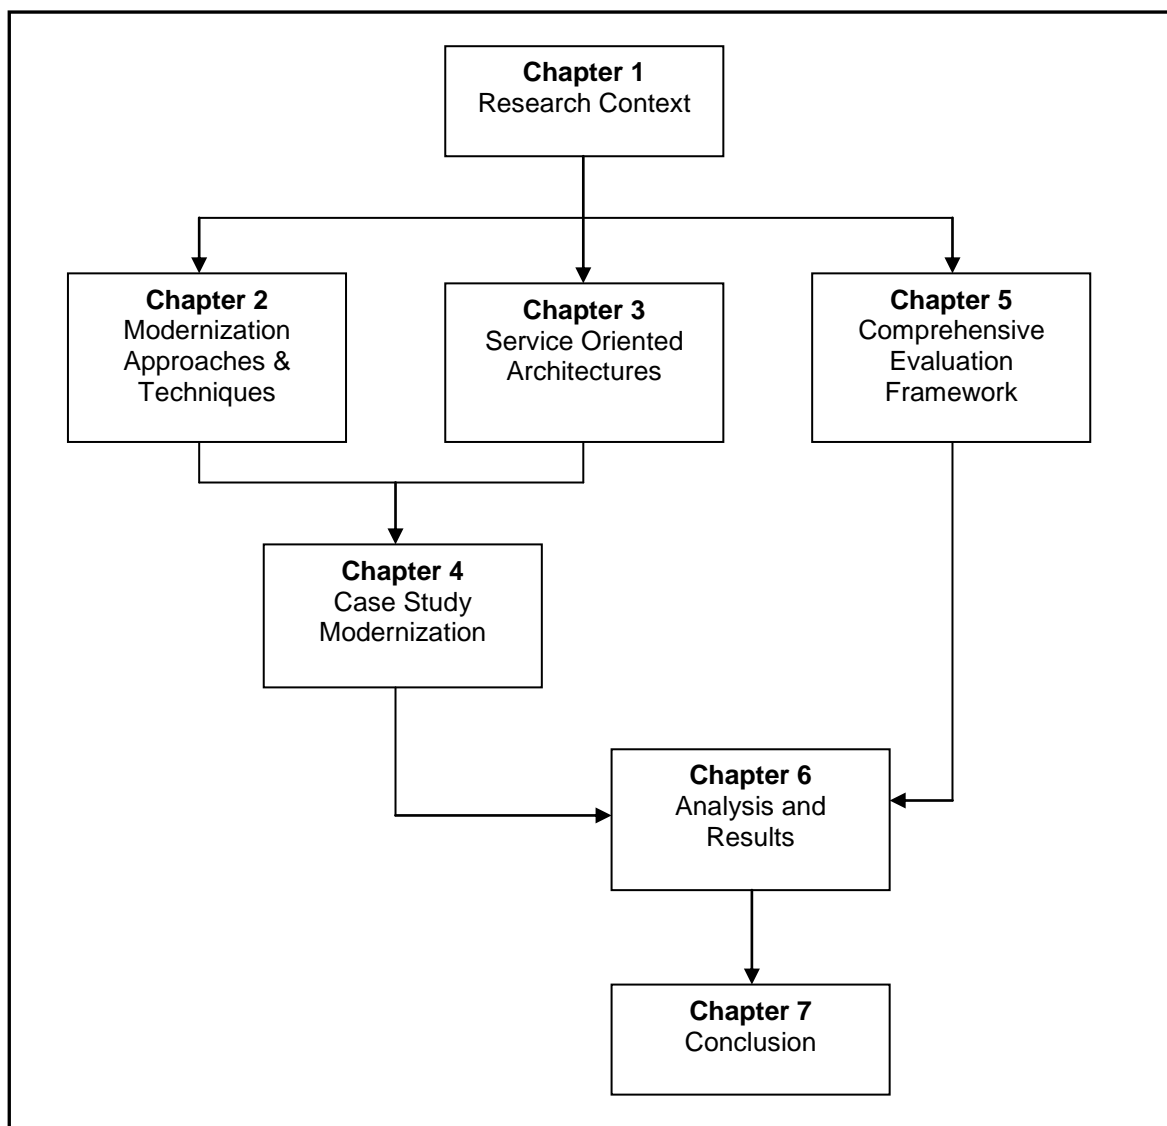 Chapter 1
Research Context
Chapter 2
Modernization
Approaches &
Techniques
Chapter 3
Service Oriented
Architectures
Chapter 5
Comprehensive
Evaluation
Framework
Chapter 4
Case Study
Modernization
Chapter 6
Analysis and
Results
Chapter 7
Conclusion